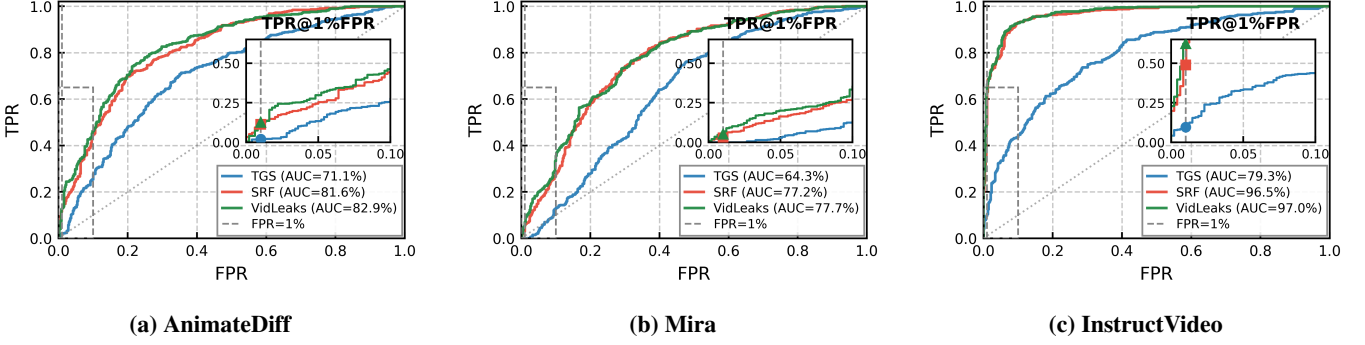 TPR
1.0
0.8
0.6
0.4
0.2
0.0
TPR@1%FPR
0.50
0.25
0.00
0.00 0.05 0.10
TGS (AUC=71.1%)
SRF (AUC=81.6%)
VidLeaks (AUC=82.9%)
FPR=1%
0.0 0.2 0.4 0.6 0.8 1.0
FPR
(a) AnimateDiff
TPR
1.0
0.8
0.6
0.4
0.2
0.0
TPR@1%FPR
0.50
0.25
0.00
0.00 0.05 0.10
TGS (AUC=64.3%)
SRF (AUC=77.2%)
VidLeaks (AUC=77.7%)
FPR=1%
0.0 0.2 0.4 0.6 0.8 1.0
FPR
(b) Mira
TPR
1.0
0.8
0.6
0.4
0.2
0.0
TPR@1%FPR
0.50
0.25
0.00
0.00 0.05 0.10
TGS (AUC=79.3%)
SRF (AUC=96.5%)
VidLeaks (AUC=97.0%)
FPR=1%
0.0 0.2 0.4 0.6 0.8 1.0
FPR
(c) InstructVideo